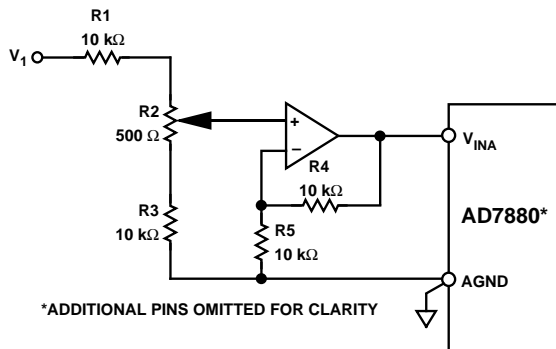 R1
10 kΩ
V1
R2
500 Ω
+
–
R4
10 kΩ
VINA
R3
10 kΩ
R5
10 kΩ
AD7880*
AGND
*ADDITIONAL PINS OMITTED FOR CLARITY